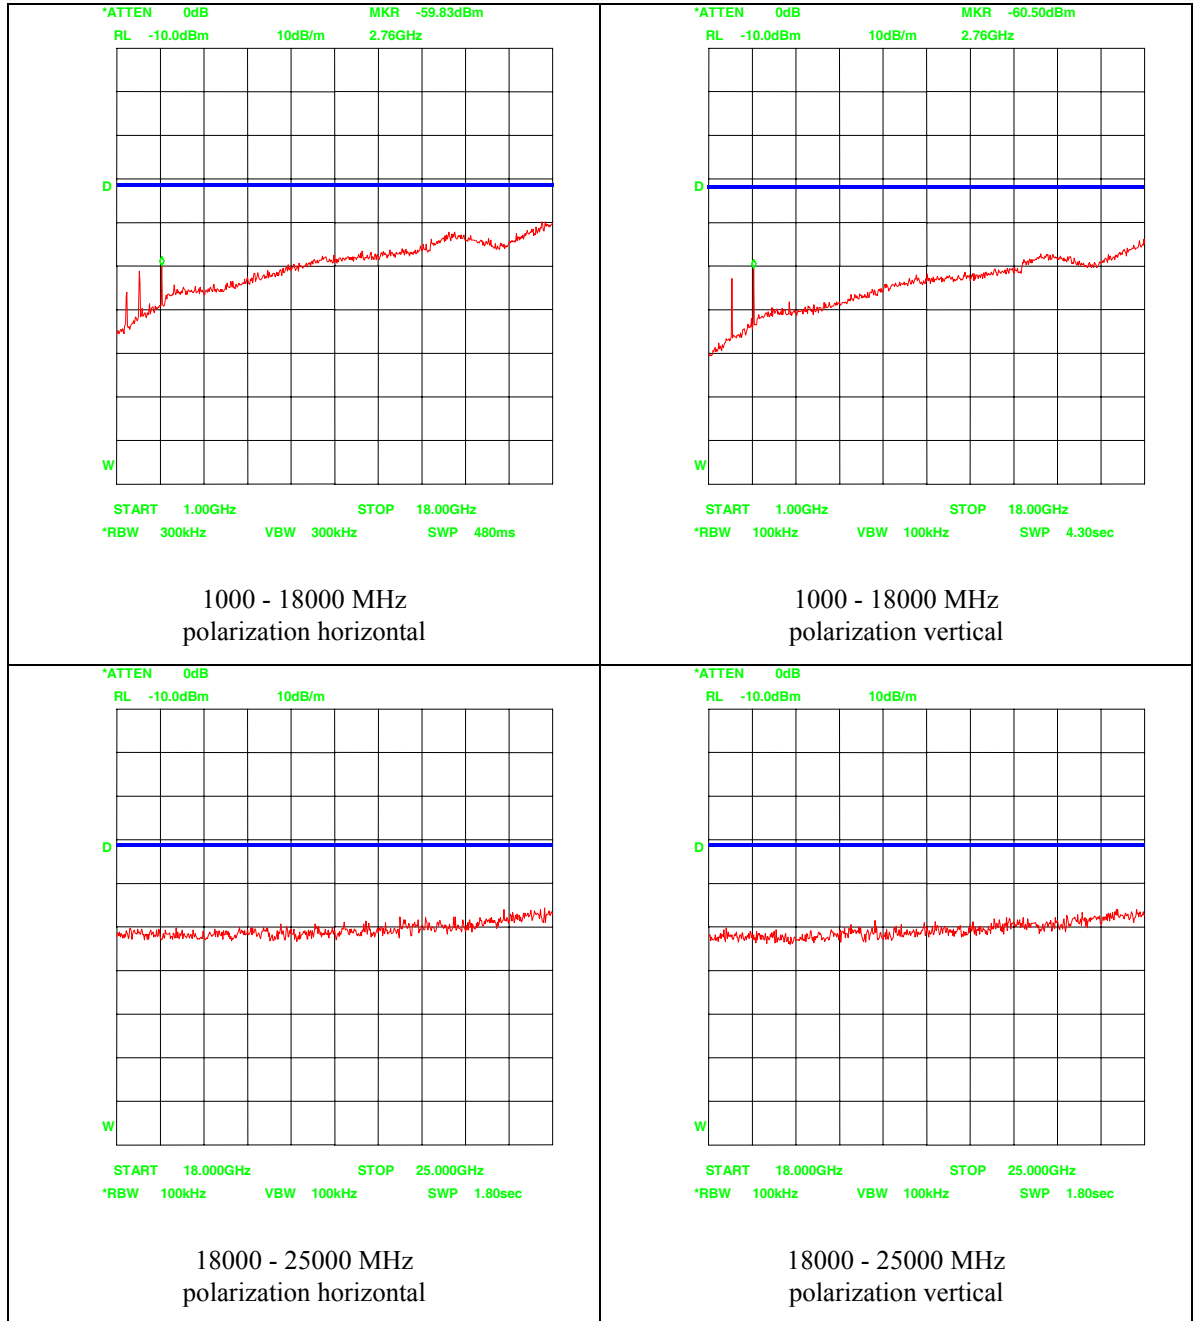 *ATTEN 0dB MKR -59.83dBm
RL -10.0dBm 10dB/m 2.76GHz
D
W
START 1.00GHz STOP 18.00GHz
*RBW 300kHz VBW 300kHz SWP 480ms
1000 - 18000 MHz
polarization horizontal
*ATTEN 0dB MKR -60.50dBm
RL -10.0dBm 10dB/m 2.76GHz
D
W
START 1.00GHz STOP 18.00GHz
*RBW 100kHz VBW 100kHz SWP 4.30sec
1000 - 18000 MHz
polarization vertical
*ATTEN 0dB
RL -10.0dBm 10dB/m
D
W
START 18.000GHz STOP 25.000GHz
*RBW 100kHz VBW 100kHz SWP 1.80sec
18000 - 25000 MHz
polarization horizontal
*ATTEN 0dB
RL -10.0dBm 10dB/m
D
W
START 18.000GHz STOP 25.000GHz
*RBW 100kHz VBW 100kHz SWP 1.80sec
18000 - 25000 MHz
polarization vertical